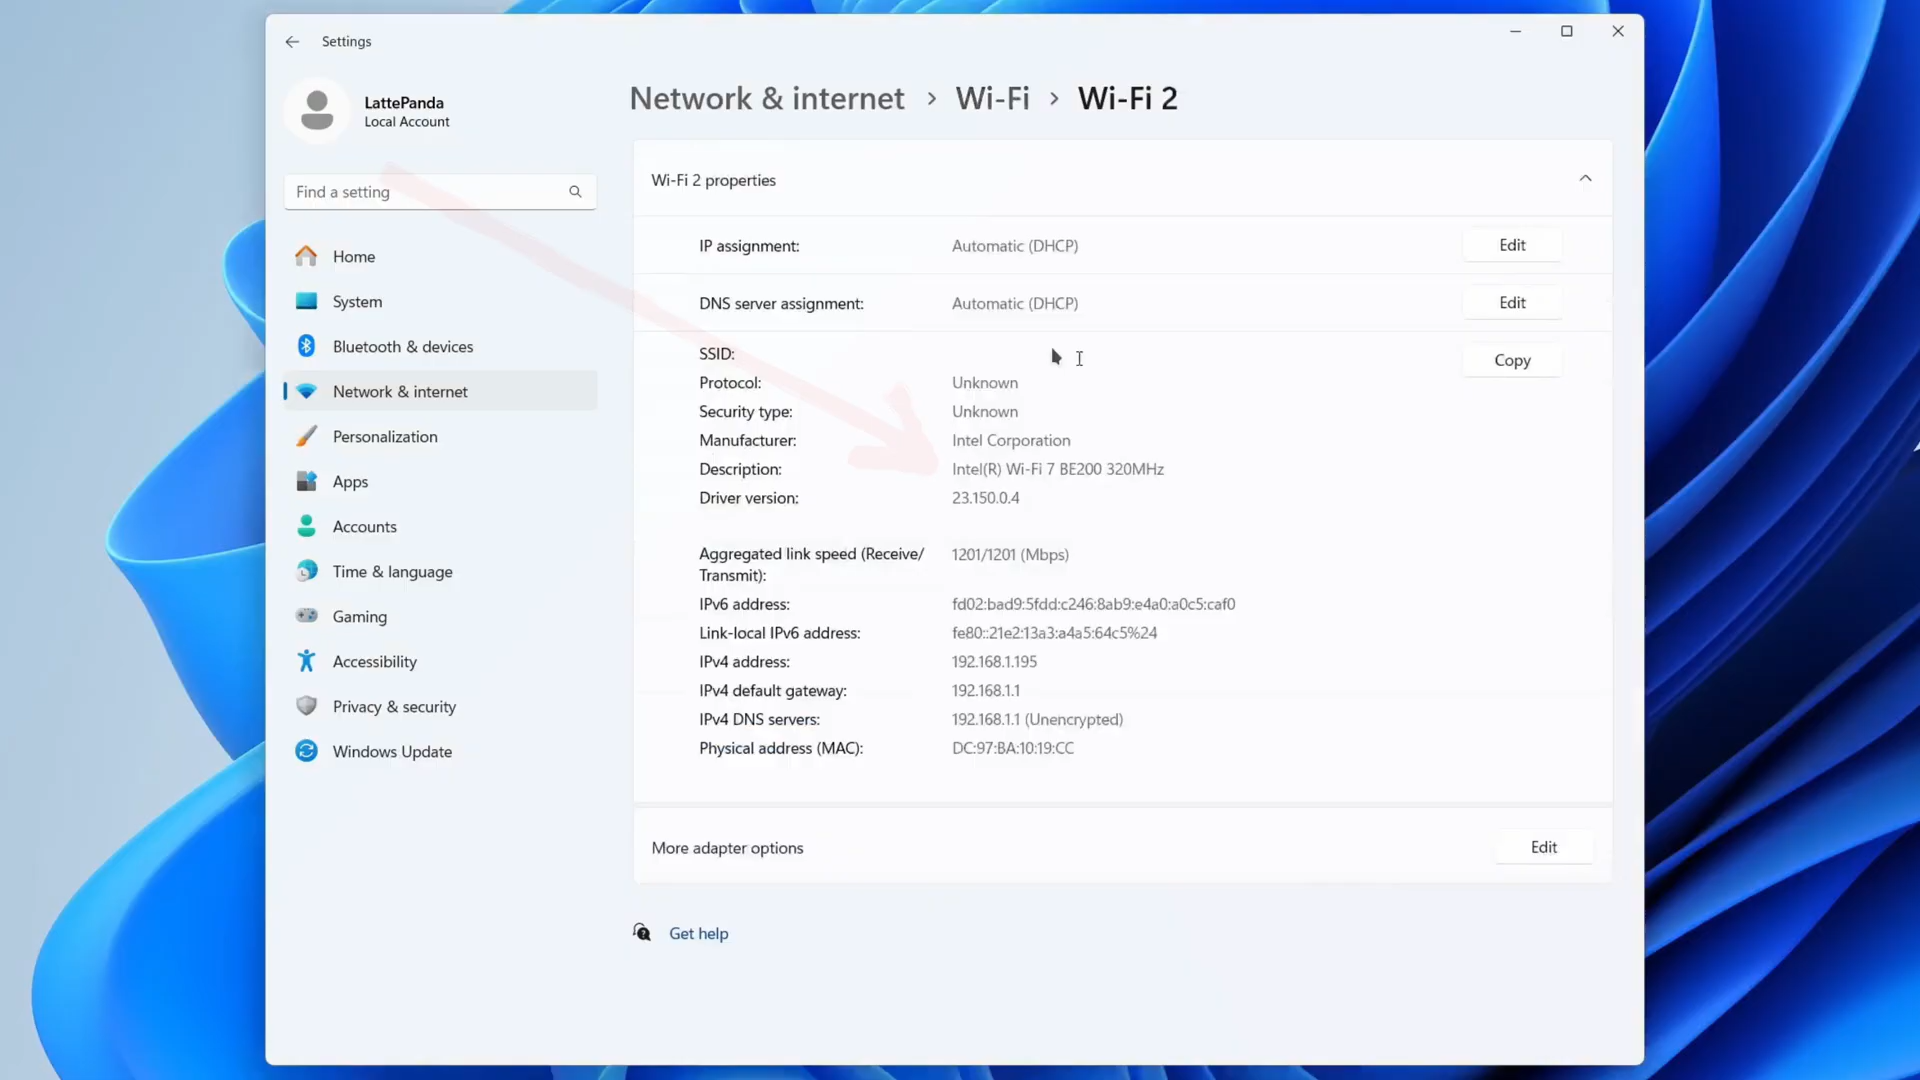 Settings
LattePanda
Local Account
Find a setting
Home
System
Bluetooth & devices
Network & internet
Personalization
Apps
Accounts
Time & language
Gaming
Accessibility
Privacy & security
Windows Update
Network & internet > Wi-Fi > Wi-Fi 2
Wi-Fi 2 properties
IP assignment: Automatic (DHCP) Edit
DNS server assignment: Automatic (DHCP) Edit
SSID: Copy
Protocol: Unknown
Security type: Unknown
Manufacturer: Intel Corporation
Description: Intel(R) Wi-Fi 7 BE200 320MHz
Driver version: 23.150.0.4
Aggregated link speed (Receive/ 1201/1201 (Mbps)
Transmit):
IPv6 address: fd02:bad9:5fdd:c246:8ab9:e4a0:a0c5:caf0
Link-local IPv6 address: fe80::21e2:13a3:a4a5:64c5%24
IPv4 address: 192.168.1.195
IPv4 default gateway: 192.168.1.1
IPv4 DNS servers: 192.168.1.1 (Unencrypted)
Physical address (MAC): DC:97:BA:10:19:CC
More adapter options Edit
Get help